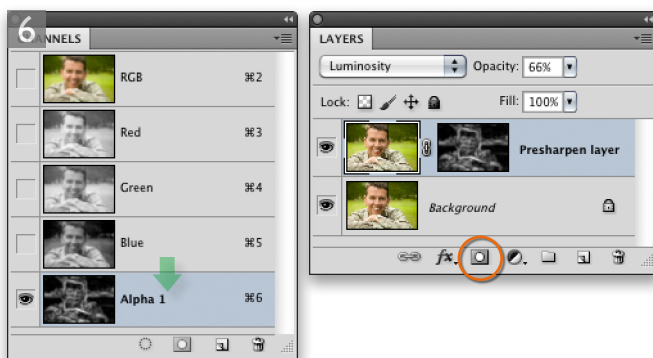 6
NNELS
RGB ⌘2
Red ⌘3
Green ⌘4
Blue ⌘5
Alpha 1 ⌘6
LAYERS
Luminosity Opacity: 66%
Lock: Fill: 100%
Presharpen layer
Background
fx